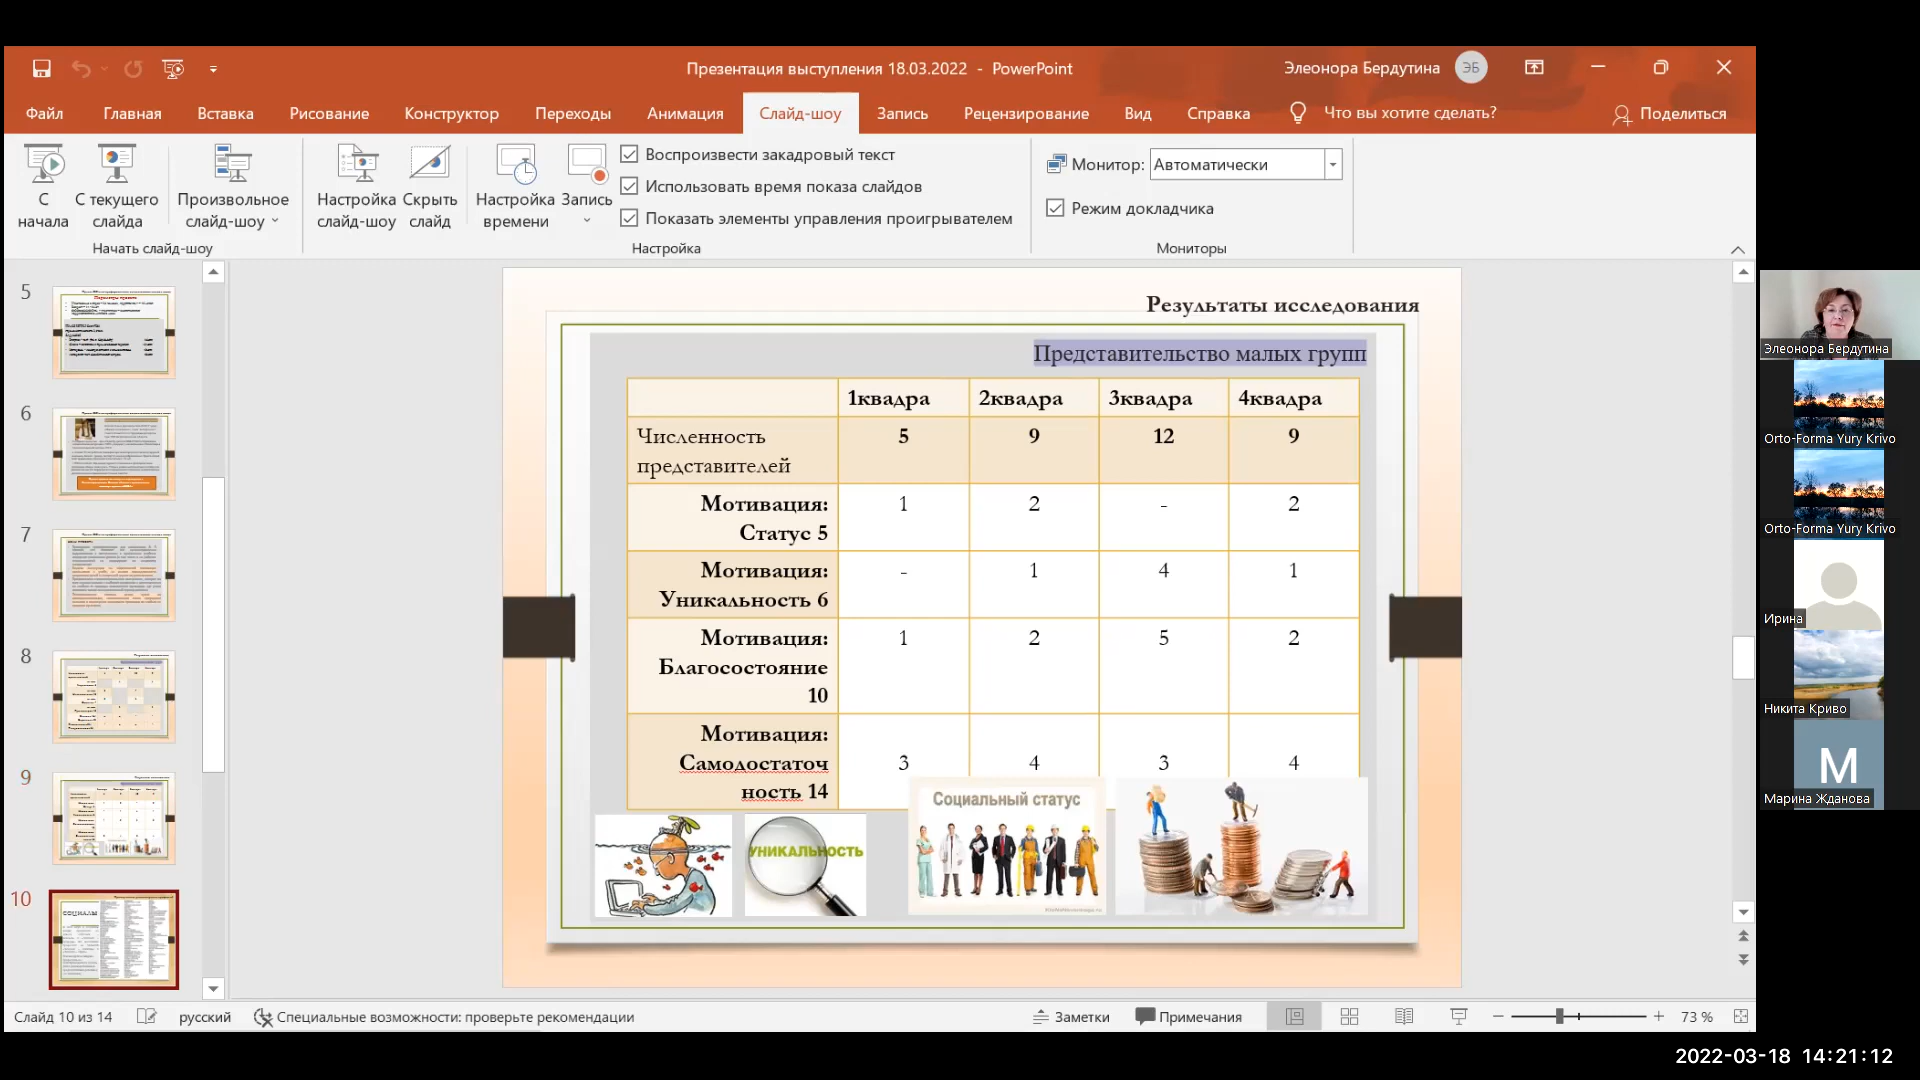 Презентация выступления 18.03.2022 - PowerPoint
Элеонора Бердутина ЭБ
Файл Главная Вставка Рисование Конструктор Переходы Анимация Слайд-шоу Запись Рецензирование Вид Справка Что вы хотите сделать? Поделиться
С начала
С текущего слайда
Произвольное слайд-шоу
Начать слайд-шоу
Настройка слайд-шоу
Скрыть слайд
Настройка времени
Запись
Воспроизвести закадровый текст
Использовать время показа слайдов
Показать элементы управления проигрывателем
Настройка
Монитор: Автоматически
Режим докладчика
Мониторы
5
6
7
8
9
10
Результаты исследования
Представительство малых групп
1квадра 2квадра 3квадра 4квадра
Численность представителей 5 9 12 9
Мотивация: Статус 5 1 2 - 2
Мотивация: Уникальность 6 - 1 4 1
Мотивация: Благосостояние 10 1 2 5 2
Мотивация: Самодостаточность 14 3 4 3 4
УНИКАЛЬНОСТЬ
Социальный статус
Элеонора Бердутина
Orto-Forma Yury Krivo
Orto-Forma Yury Krivo
Ирина
Никита Криво
М
Марина Жданова
Слайд 10 из 14 русский Специальные возможности: проверьте рекомендации Заметки Примечания 73 %
2022-03-18 14:21:12